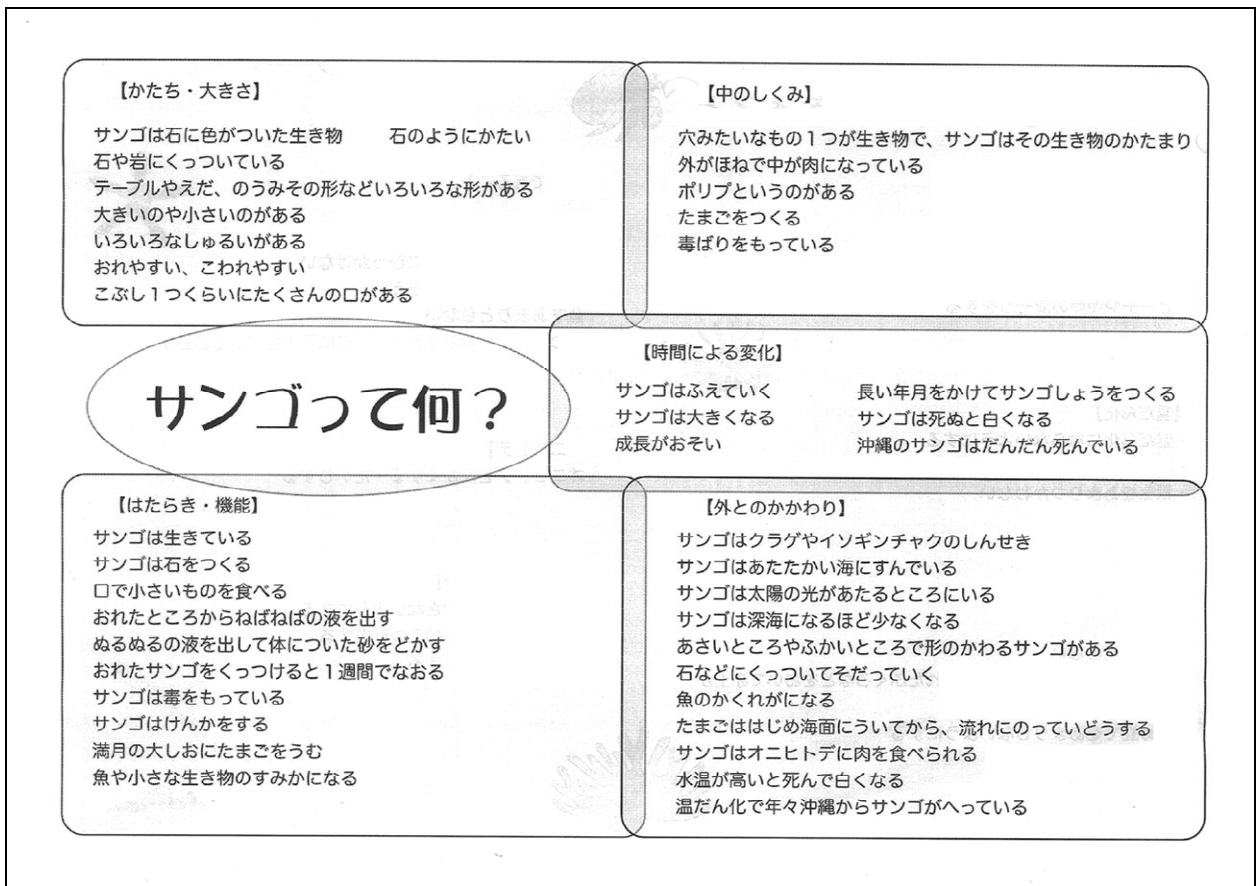 【かたち・大きさ】
サンゴは石に色がついた生き物　　石のようにかたい
石や岩にくっついている
テーブルやえだ、のうみその形などいろいろな形がある
大きいのや小さいのがある
いろいろなしゅるいがある
おれやすい、こわれやすい
こぶし１つくらいにたくさんの口がある
【中のしくみ】
穴みたいなもの１つが生き物で、サンゴはその生き物のかたまり
外がほねで中が肉になっている
ポリプというのがある
たまごをつくる
毒ばりをもっている
サンゴって何？
【時間による変化】
サンゴはふえていく　　長い年月をかけてサンゴしょうをつくる
サンゴは大きくなる　　サンゴは死ぬと白くなる
成長がおそい　　沖縄のサンゴはだんだん死んでいる
【はたらき・機能】
サンゴは生きている
サンゴは石をつくる
口で小さいものを食べる
おれたところからねばねばの液を出す
ぬるぬるの液を出して体についた砂をどかす
おれたサンゴをくっつけると１週間でなおる
サンゴは毒をもっている
サンゴはけんかをする
満月の大しおにたまごをうむ
魚や小さな生き物のすみかになる
【外とのかかわり】
サンゴはクラゲやイソギンチャクのしんせき
サンゴはあたたかい海にすんでいる
サンゴは太陽の光があたるところにいる
サンゴは深海になるほど少なくなる
あさいところやふかいところで形のかわるサンゴがある
石などにくっついてそだっていく
魚のかくれがになる
たまごははじめ海面にういてから、流れにのっていどうする
サンゴはオニヒトデに肉を食べられる
水温が高いと死んで白くなる
温だん化で年々沖縄からサンゴがへっている